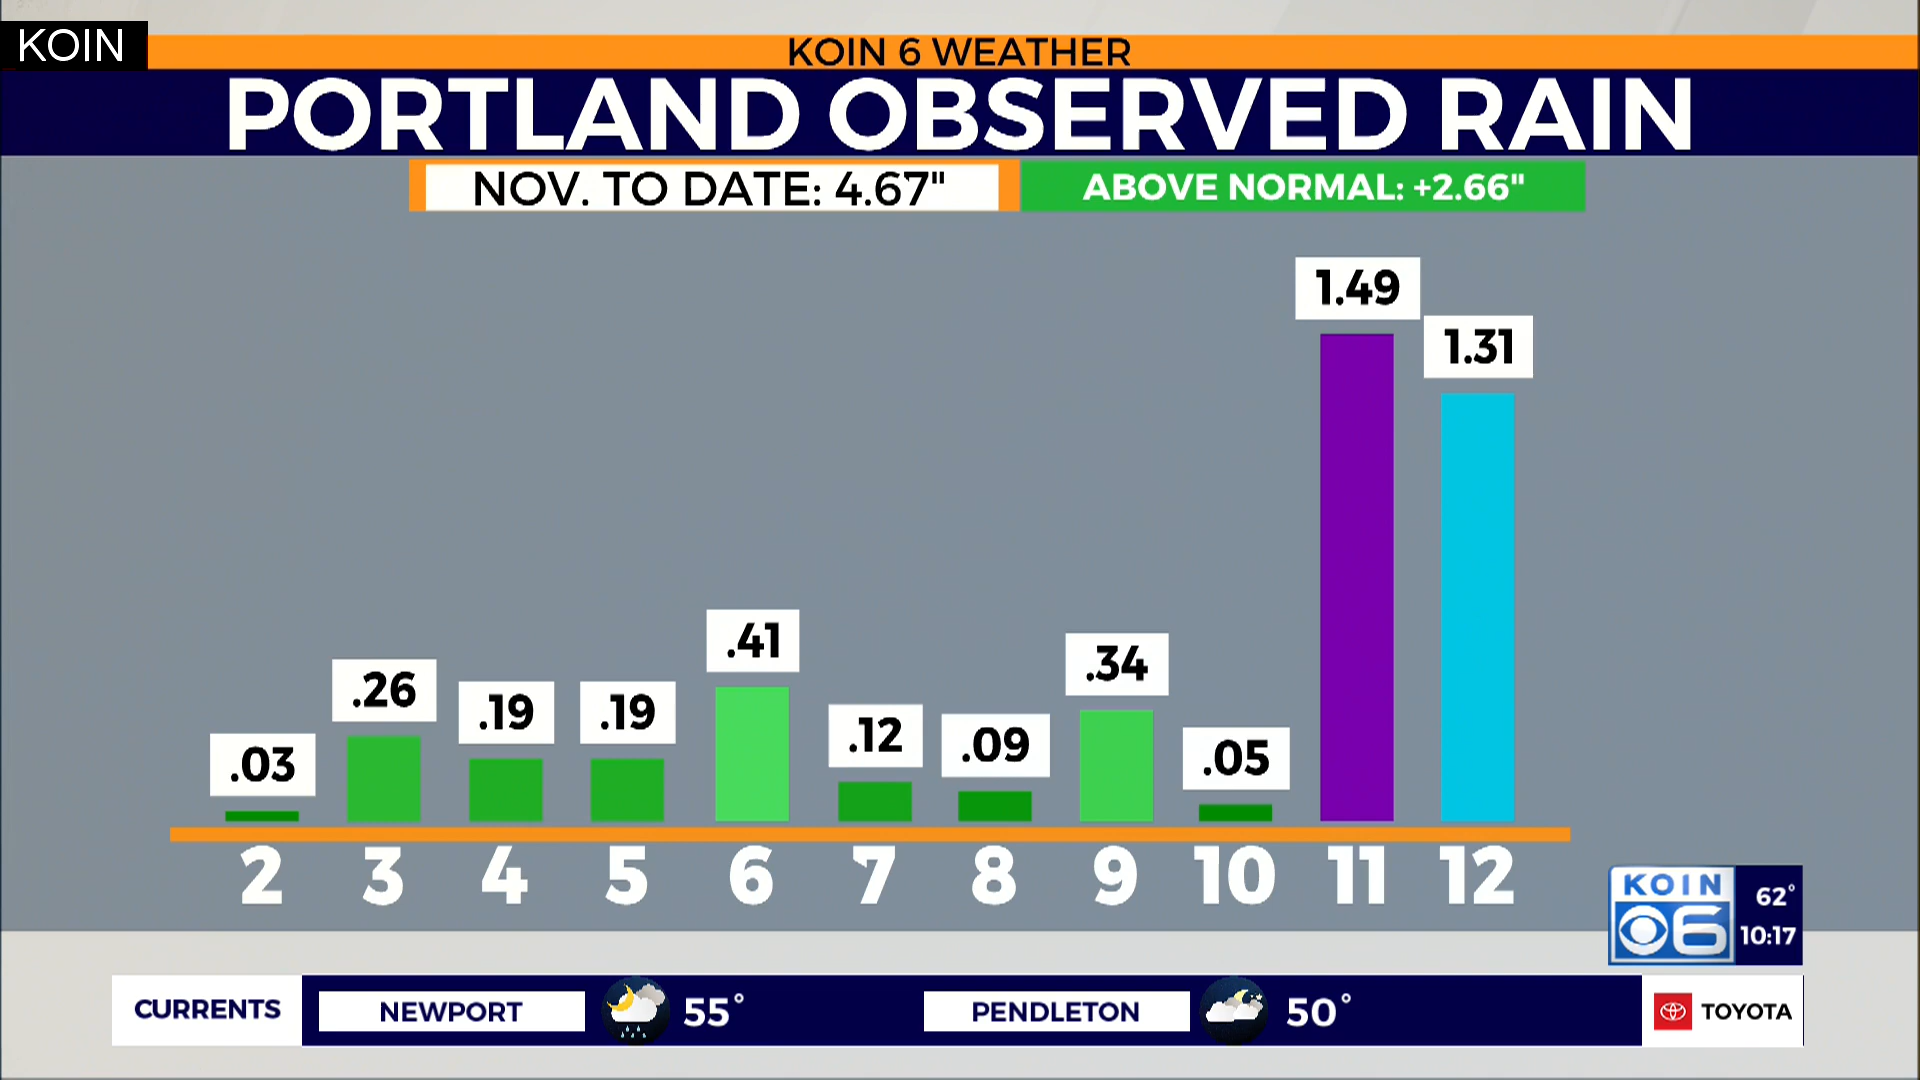 KOIN
KOIN 6 WEATHER
PORTLAND OBSERVED RAIN
NOV. TO DATE: 4.67" ABOVE NORMAL: +2.66"
1.49
1.31
.41
.34
.26
.19 .19
.12
.09
.03
.05
2 3 4 5 6 7 8 9 10 11 12
KOIN
6
62°
10:17
CURRENTS NEWPORT 55° PENDLETON 50° TOYOTA